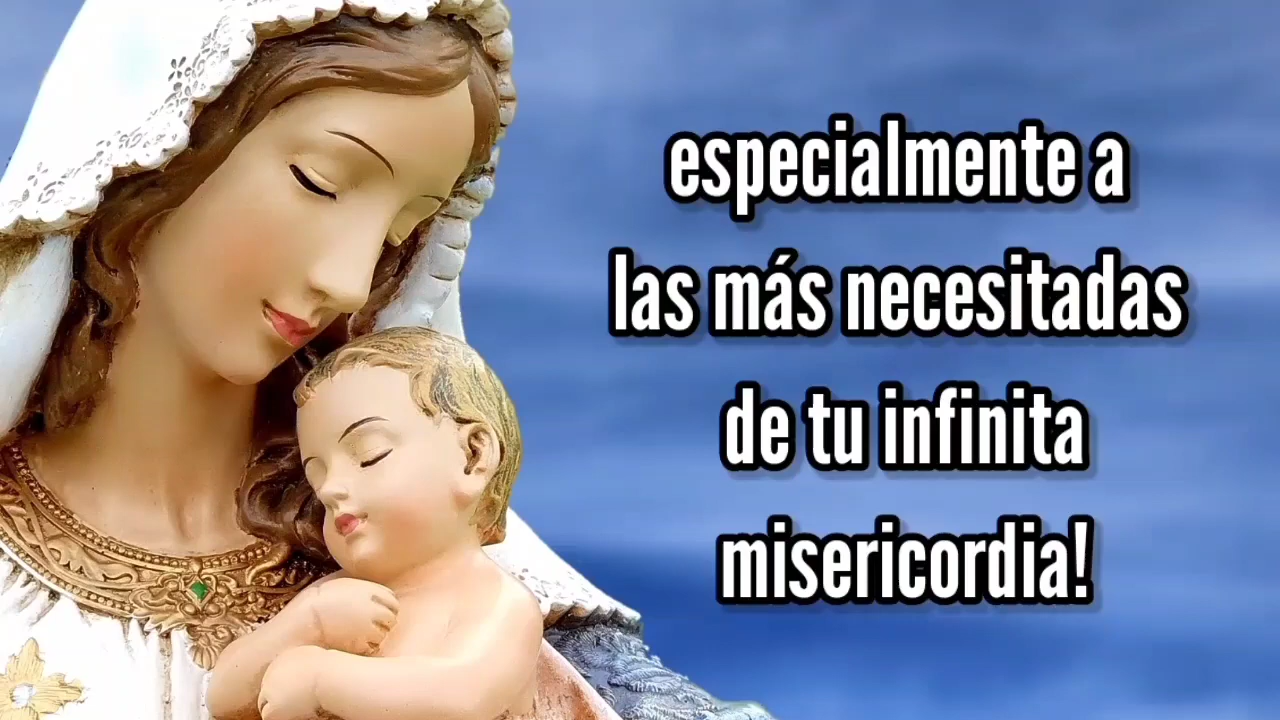 especialmente a
las más necesitadas
de tu infinita
misericordia!